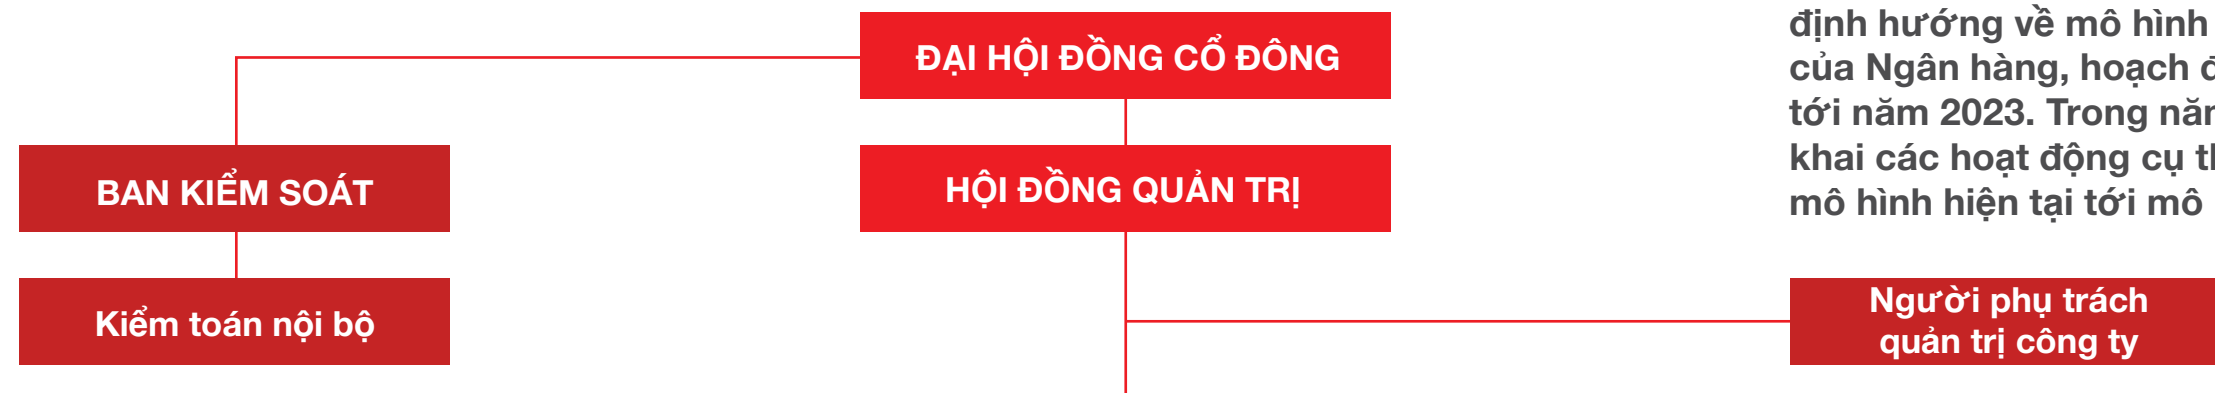 ĐẠI HỘI ĐỒNG CỔ ĐÔNG
BAN KIỂM SOÁT
HỘI ĐỒNG QUẢN TRỊ
Kiểm toán nội bộ
định hướng về mô hình
của Ngân hàng, hoạch
tới năm 2023. Trong
khai các hoạt động cụ
mô hình hiện tại tới mô
Người phụ trách
quản trị công ty